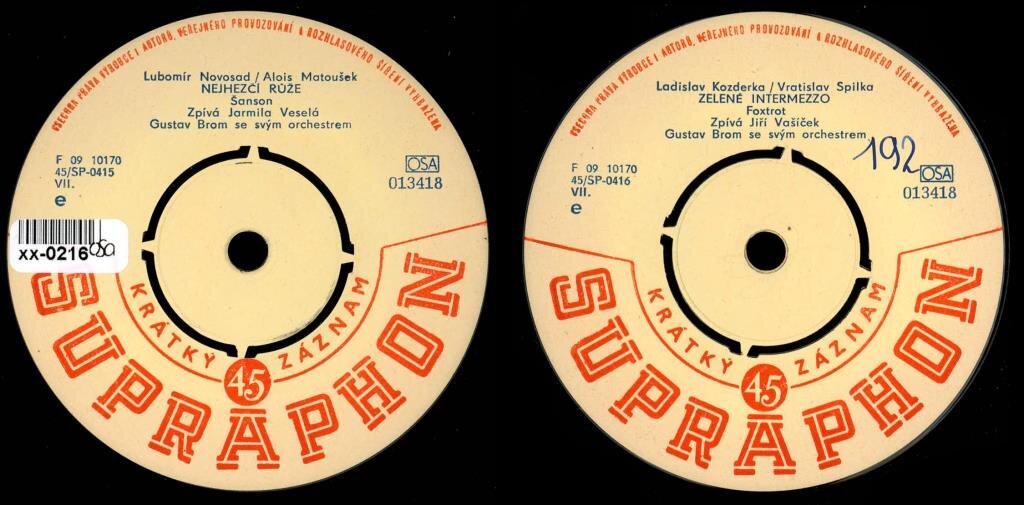 VŠECHNA PRÁVA VÝROBCE I AUTORŮ, VEŘEJNÉHO PROVOZOVÁNÍ A ROZHLASOVÉHO ŠÍŘENÍ VYHRAŽENA
Lubomír Novosad / Alois Matoušek
NEJHEZČÍ RŮŽE
Šanson
Zpívá Jarmila Veselá
Gustav Brom se svým orchestrem
F 09 10170
45/SP-0415
VII.
e
OSA
013418
xx-0216 osa
KRÁTKÝ ZÁZNAM
45
SUPRAPHON
VŠECHNA PRÁVA VÝROBCE I AUTORŮ, VEŘEJNÉHO PROVOZOVÁNÍ A ROZHLASOVÉHO ŠÍŘENÍ VYHRAŽENA
Ladislav Kozderka / Vratislav Spilka
ZELENÉ INTERMEZZO
Foxtrot
Zpívá Jiří Vašíček
Gustav Brom se svým orchestrem
192
F 09 10170
45/SP-0416
VII.
e
OSA
013418
KRÁTKÝ ZÁZNAM
45
SUPRAPHON